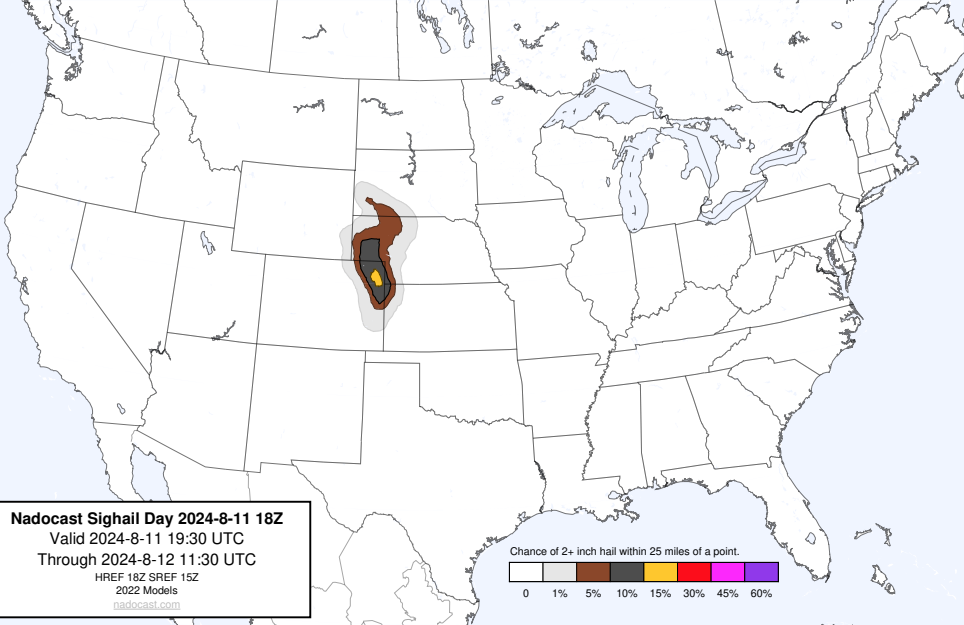 Nadocast Sighail Day 2024-8-11 18Z
Valid 2024-8-11 19:30 UTC
Through 2024-8-12 11:30 UTC
HREF 18Z SREF 15Z
2022 Models
nadocast.com
Chance of 2+ inch hail within 25 miles of a point.
0 1% 5% 10% 15% 30% 45% 60%